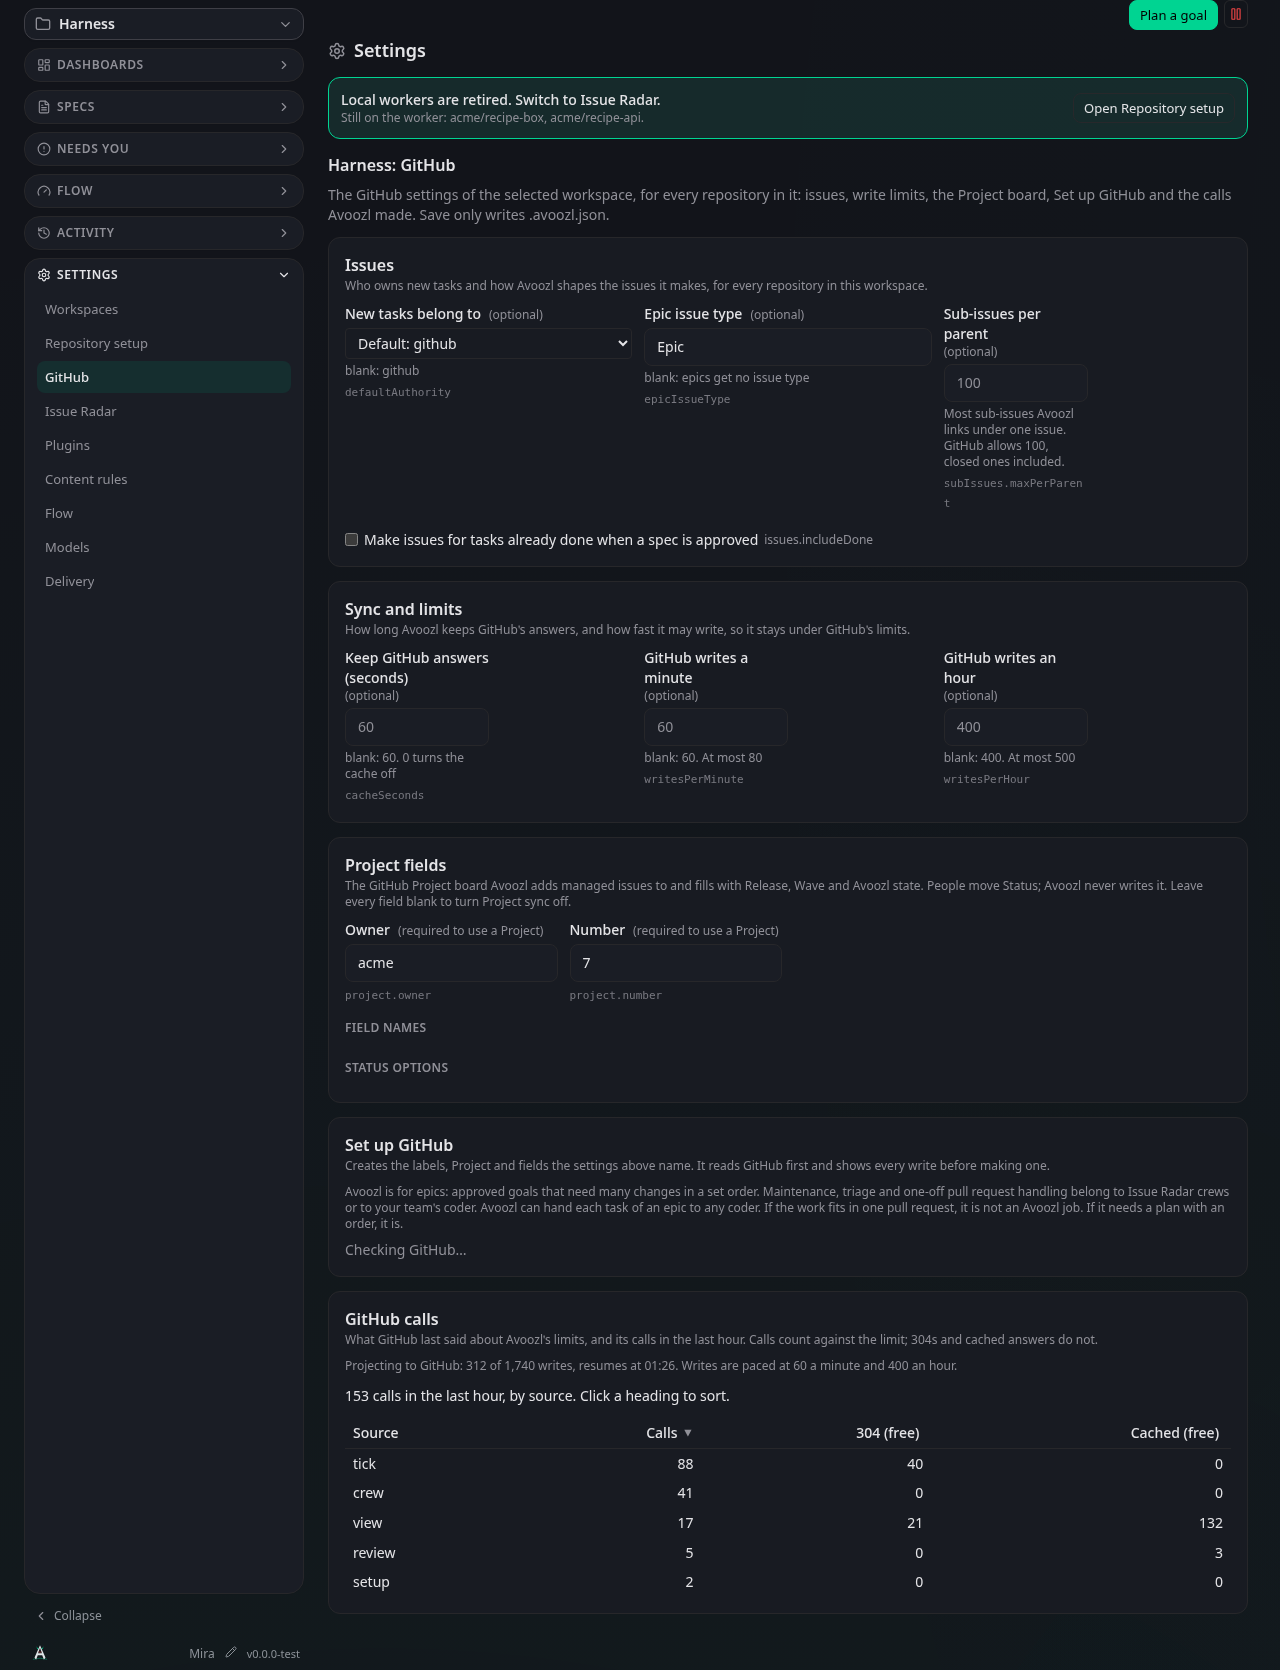 Harness
Plan a goal
DASHBOARDS
SPECS
NEEDS YOU
FLOW
ACTIVITY
SETTINGS
Workspaces
Repository setup
GitHub
Issue Radar
Plugins
Content rules
Flow
Models
Delivery
Collapse
Mira
v0.0.0-test
Settings
Local workers are retired. Switch to Issue Radar.
Still on the worker: acme/recipe-box, acme/recipe-api.
Open Repository setup
Harness: GitHub
The GitHub settings of the selected workspace, for every repository in it: issues, write limits, the Project board, Set up GitHub and the calls
Avoozl made. Save only writes .avoozl.json.
Issues
Who owns new tasks and how Avoozl shapes the issues it makes, for every repository in this workspace.
New tasks belong to (optional)
Default: github
blank: github
defaultAuthority
Epic issue type (optional)
Epic
blank: epics get no issue type
epicIssueType
Sub-issues per
parent
(optional)
100
Most sub-issues Avoozl
links under one issue.
GitHub allows 100,
closed ones included.
subIssues.maxPerParen
t
Make issues for tasks already done when a spec is approved issues.includeDone
Sync and limits
How long Avoozl keeps GitHub's answers, and how fast it may write, so it stays under GitHub's limits.
Keep GitHub answers
(seconds)
(optional)
60
blank: 60. 0 turns the
cache off
cacheSeconds
GitHub writes a
minute
(optional)
60
blank: 60. At most 80
writesPerMinute
GitHub writes an
hour
(optional)
400
blank: 400. At most 500
writesPerHour
Project fields
The GitHub Project board Avoozl adds managed issues to and fills with Release, Wave and Avoozl state. People move Status; Avoozl never writes it. Leave
every field blank to turn Project sync off.
Owner (required to use a Project)
acme
project.owner
Number (required to use a Project)
7
project.number
FIELD NAMES
STATUS OPTIONS
Set up GitHub
Creates the labels, Project and fields the settings above name. It reads GitHub first and shows every write before making one.
Avoozl is for epics: approved goals that need many changes in a set order. Maintenance, triage and one-off pull request handling belong to Issue Radar crews
or to your team's coder. Avoozl can hand each task of an epic to any coder. If the work fits in one pull request, it is not an Avoozl job. If it needs a plan with an
order, it is.
Checking GitHub…
GitHub calls
What GitHub last said about Avoozl's limits, and its calls in the last hour. Calls count against the limit; 304s and cached answers do not.
Projecting to GitHub: 312 of 1,740 writes, resumes at 01:26. Writes are paced at 60 a minute and 400 an hour.
153 calls in the last hour, by source. Click a heading to sort.
Source Calls ▼ 304 (free) Cached (free)
tick 88 40 0
crew 41 0 0
view 17 21 132
review 5 0 3
setup 2 0 0